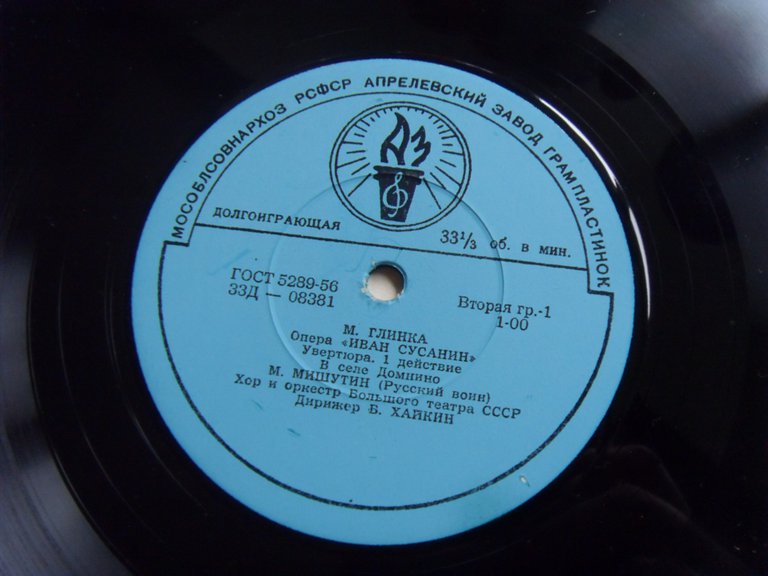 МОСОБЛСОВНАРХОЗ РСФСР АПРЕЛЕВСКИЙ ЗАВОД ГРАМПЛАСТИНОК
АЗ
ДОЛГОИГРАЮЩАЯ
33⅓ об. в мин.
ГОСТ 5289-56
33Д — 08381
Вторая гр.-1
1-00
М. ГЛИНКА
Опера «ИВАН СУСАНИН»
Увертюра. 1 действие
В селе Домнино
М. МИШУТИН (Русский воин)
Хор и оркестр Большого театра СССР
Дирижер Б. ХАЙКИН